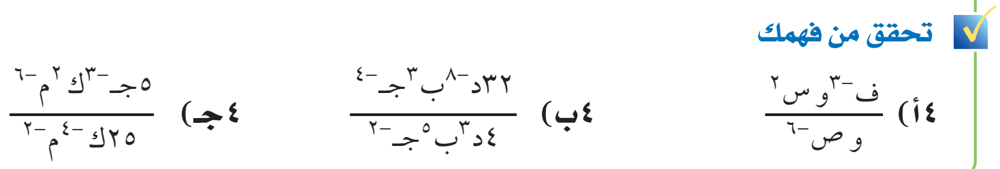 تحقق من فهمك
٤أ) (ف^−٣ و س^٢) / (و ص^−٦)
٤ب) (٣٢د^−٨ ب^٣ جـ^−٤) / (٤د^٣ ب^٥ جـ^−٢)
٤جـ) (٥جـ^−٣ ك^٢ م^−٦) / (٢٥ك^−٤ م^−٢)